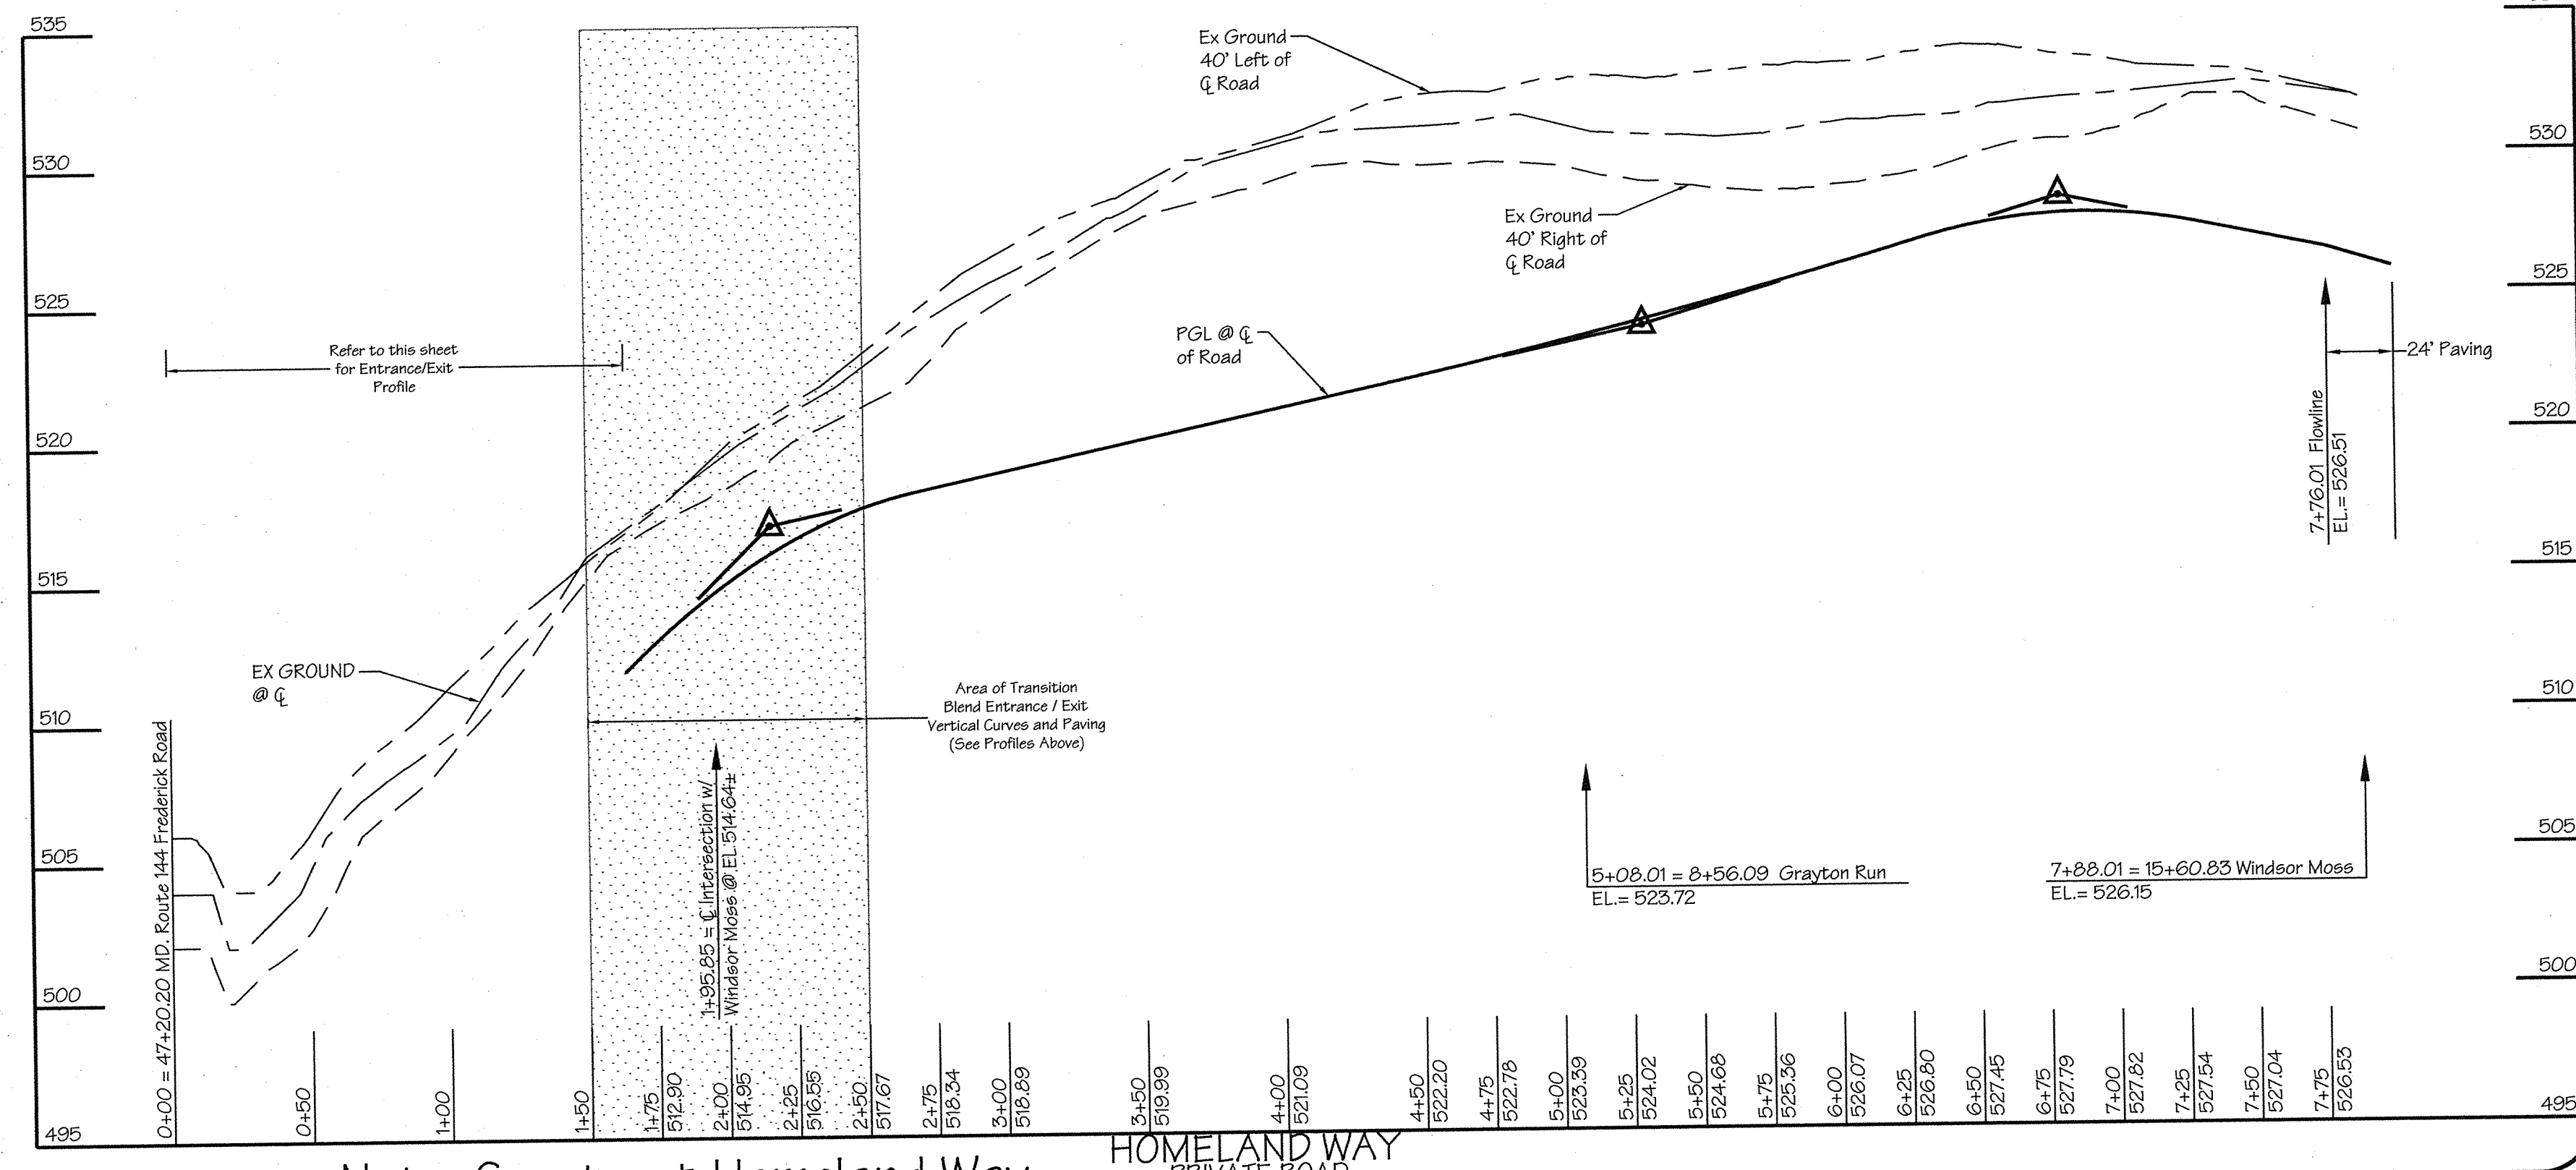 535
530
525
520
515
510
505
500
495
530
525
520
515
510
505
500
495
Ex Ground
40' Left of
℄ Road
Ex Ground
40' Right of
℄ Road
PGL @ ℄
of Road
Refer to this sheet
for Entrance/Exit
Profile
24' Paving
7+76.01 Flowline
EL.= 526.51
EX GROUND
@ ℄
Area of Transition
Blend Entrance / Exit
Vertical Curves and Paving
(See Profiles Above)
0+00 = 47+20.20 MD. Route 144 Frederick Road
1+95.85 = ℄ Intersection w/
Windsor Moss @ EL 514.64±
5+08.01 = 8+56.09 Grayton Run
EL.= 523.72
7+88.01 = 15+60.83 Windsor Moss
EL.= 526.15
0+50
1+00
1+50
1+75
512.90
2+00
514.95
2+25
516.55
2+50
517.67
2+75
518.34
3+00
518.89
3+50
519.99
4+00
521.09
4+50
522.20
4+75
522.78
5+00
523.39
5+25
524.02
5+50
524.68
5+75
525.36
6+00
526.07
6+25
526.80
6+50
527.45
6+75
527.79
7+00
527.82
7+25
527.54
7+50
527.04
7+75
526.53
HOMELAND WAY
PRIVATE ROAD
Homeland Way